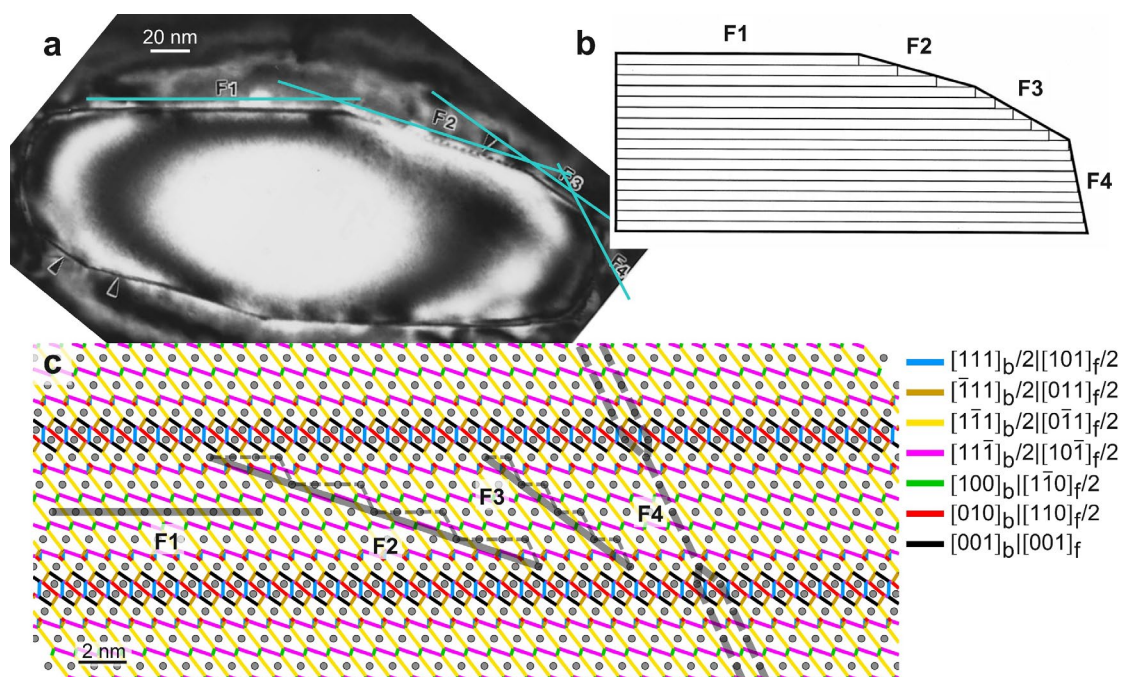 a
20 nm
F1
F2
F3
F4
b
F1
F2
F3
F4
c
F1
F2
F3
F4
2 nm
[111]b/2|[101]f/2
[1̄11]b/2|[011]f/2
[11̄1]b/2|[01̄1]f/2
[111̄]b/2|[101̄]f/2
[100]b|[11̄0]f/2
[010]b|[110]f/2
[001]b|[001]f